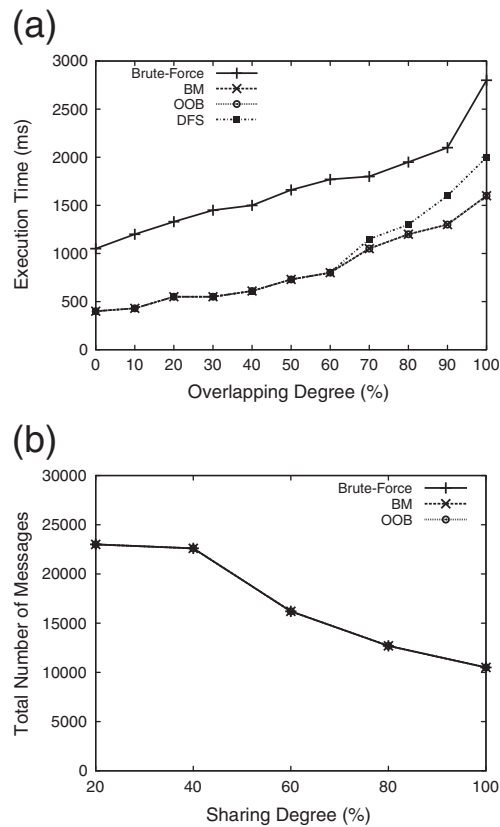 (a)
Execution Time (ms)
3000
2500
2000
1500
1000
500
0
Brute-Force
BM
OOB
DFS
0 10 20 30 40 50 60 70 80 90 100
Overlapping Degree (%)
(b)
Total Number of Messages
30000
25000
20000
15000
10000
5000
0
Brute-Force
BM
OOB
20 40 60 80 100
Sharing Degree (%)